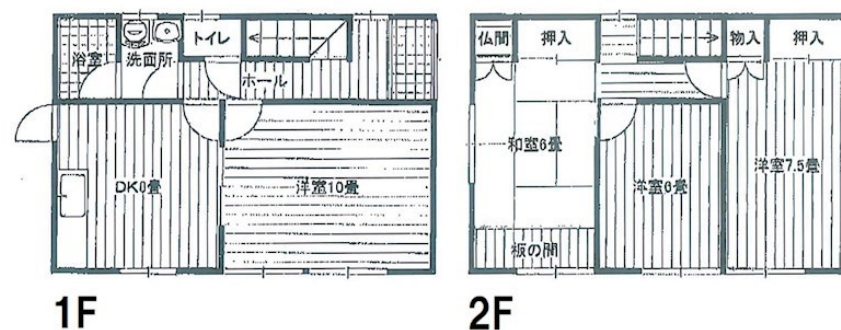 浴室
洗面所
トイレ
ホール
DK8畳
洋室10畳
1F
仏間
押入
物入
押入
和室6畳
洋室6畳
洋室7.5畳
板の間
2F